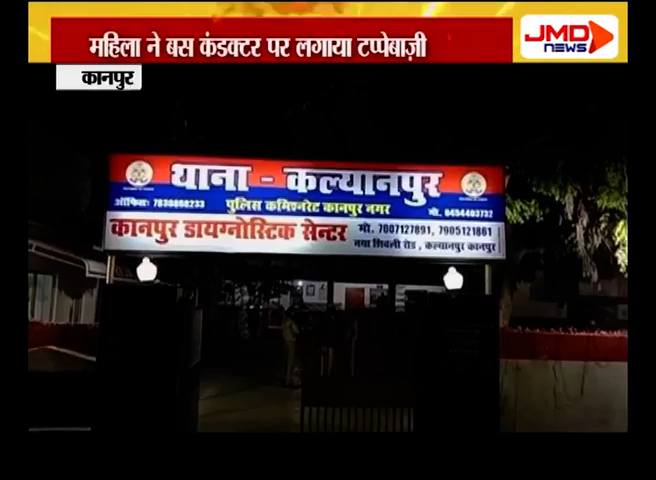 महिला ने बस कंडक्टर पर लगाया टप्पेबाज़ी
JMD
NEWS
कानपुर
थाना - कल्यानपुर
पुलिस कमिश्नरेट कानपुर नगर
ऑफिस: 7839868233
मो. 9454403732
कानपुर डायग्नोस्टिक सेन्टर
मो. 7007127891, 7905121861
नया शिवली रोड, कल्यानपुर कानपुर